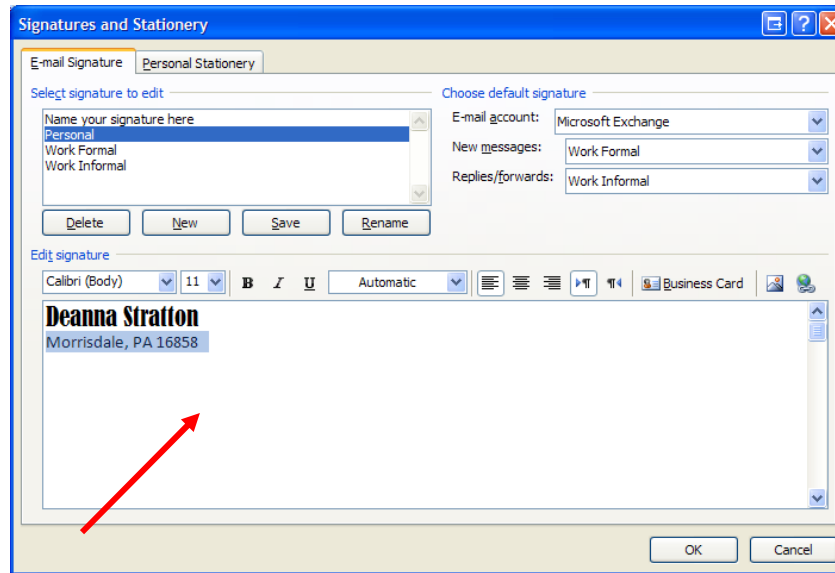 Signatures and Stationery
E-mail Signature Personal Stationery
Select signature to edit
Name your signature here
Personal
Work Formal
Work Informal
Delete New Save Rename
Choose default signature
E-mail account: Microsoft Exchange
New messages: Work Formal
Replies/forwards: Work Informal
Edit signature
Calibri (Body) 11 B I U Automatic Business Card
Deanna Stratton
Morrisdale, PA 16858
OK Cancel